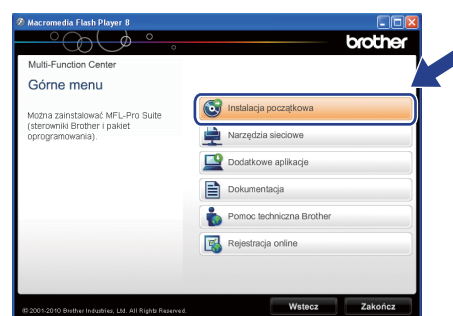 Macromedia Flash Player 8
brother
Multi-Function Center
Górne menu
Można zainstalować MFL-Pro Suite
(sterowniki Brother i pakiet
oprogramowania).
Instalacja początkowa
Narzędzia sieciowe
Dodatkowe aplikacje
Dokumentacja
Pomoc techniczna Brother
Rejestracja online
© 2001-2010 Brother Industries, Ltd. All Rights Reserved.
Wstecz
Zakończ